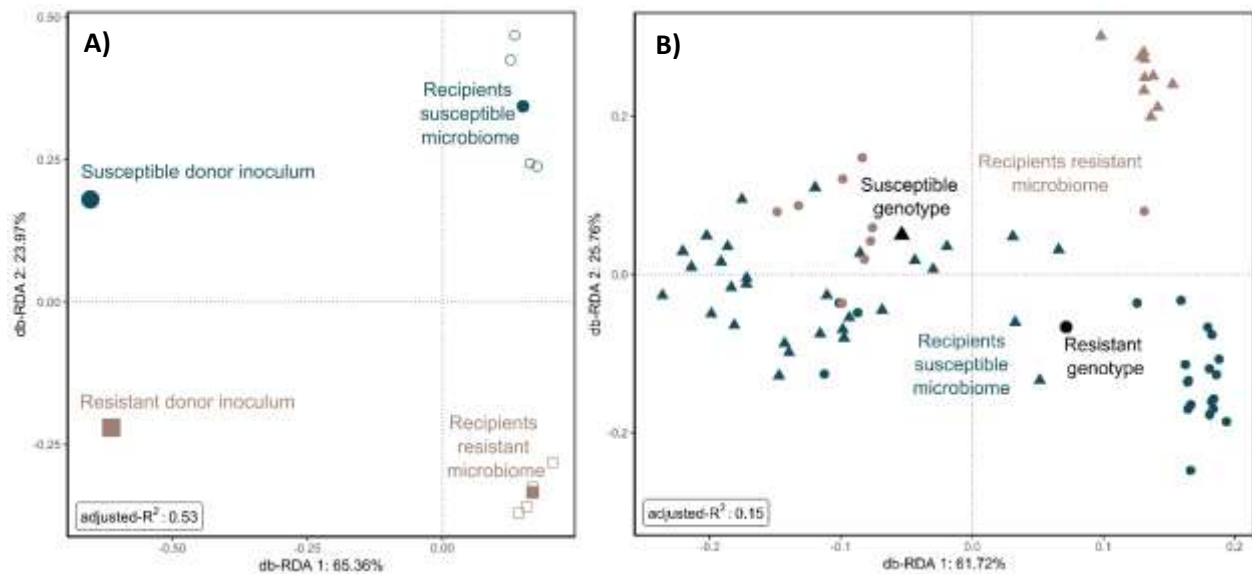 A)
0.50
0.25
0.00
-0.25
db-RDA 2: 23.97%
Recipients
susceptible
microbiome
Susceptible donor inoculum
Resistant donor inoculum
Recipients
resistant
microbiome
adjusted-R²: 0.53
-0.50
-0.25
0.00
db-RDA 1: 65.36%
B)
0.2
0.0
-0.2
db-RDA 2: 25.76%
Recipients resistant
microbiome
Susceptible
genotype
Recipients
susceptible
microbiome
Resistant
genotype
adjusted-R²: 0.15
-0.2
-0.1
0.0
0.1
0.2
db-RDA 1: 61.72%